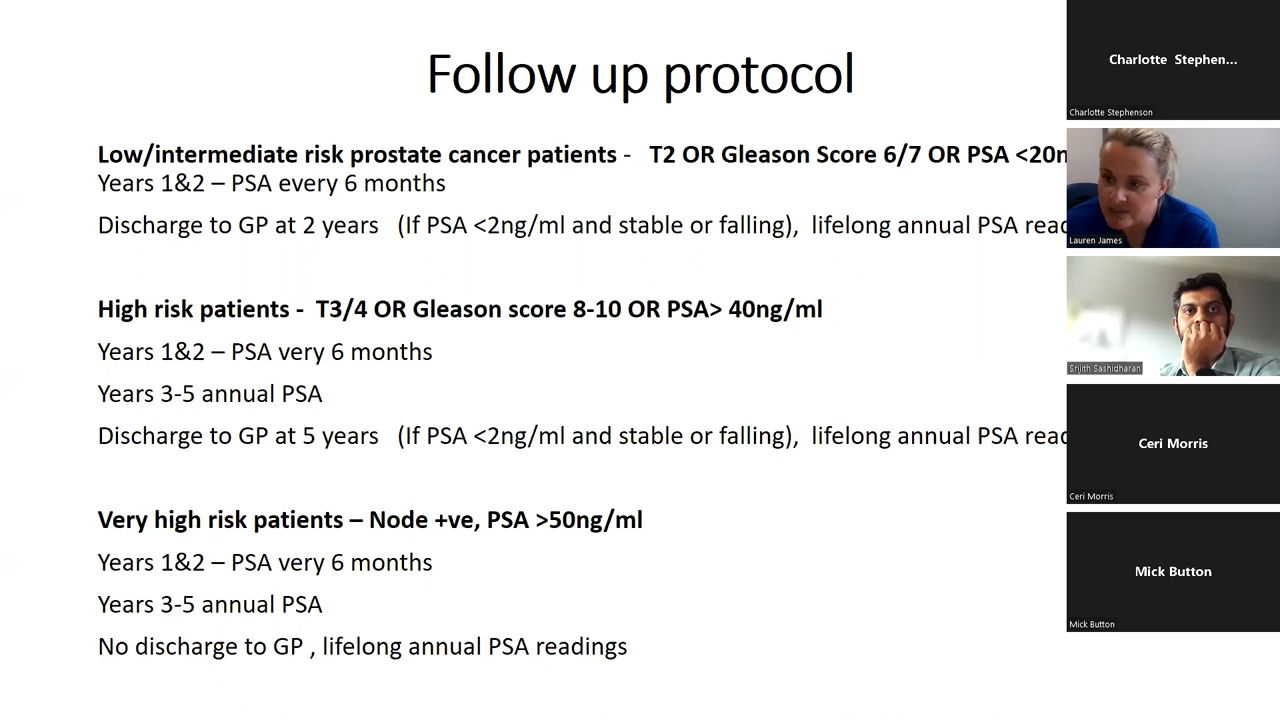 Follow up protocol
Low/intermediate risk prostate cancer patients - T2 OR Gleason Score 6/7 OR PSA <20n
Years 1&2 – PSA every 6 months
Discharge to GP at 2 years (If PSA <2ng/ml and stable or falling), lifelong annual PSA read
High risk patients - T3/4 OR Gleason score 8-10 OR PSA> 40ng/ml
Years 1&2 – PSA very 6 months
Years 3-5 annual PSA
Discharge to GP at 5 years (If PSA <2ng/ml and stable or falling), lifelong annual PSA read
Very high risk patients – Node +ve, PSA >50ng/ml
Years 1&2 – PSA very 6 months
Years 3-5 annual PSA
No discharge to GP , lifelong annual PSA readings
Charlotte Stephen...
Charlotte Stephenson
Lauren James
Srijith Sashidharan
Ceri Morris
Ceri Morris
Mick Button
Mick Button